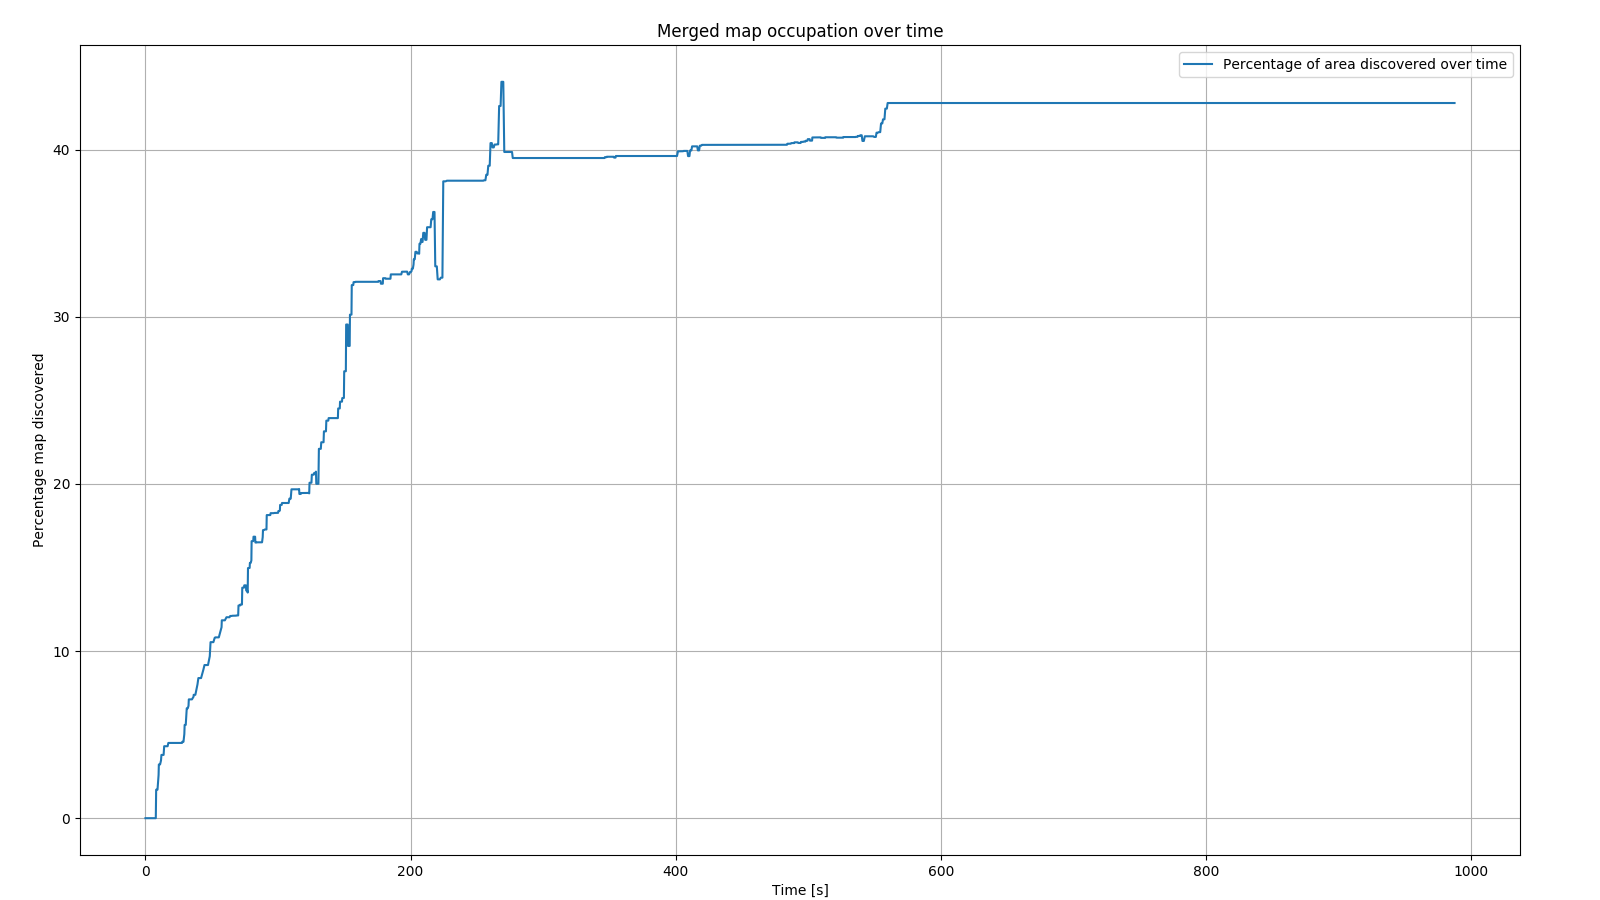 Merged map occupation over time
Percentage of area discovered over time
40
30
20
10
0
Percentage map discovered
0 200 400 600 800 1000
Time [s]